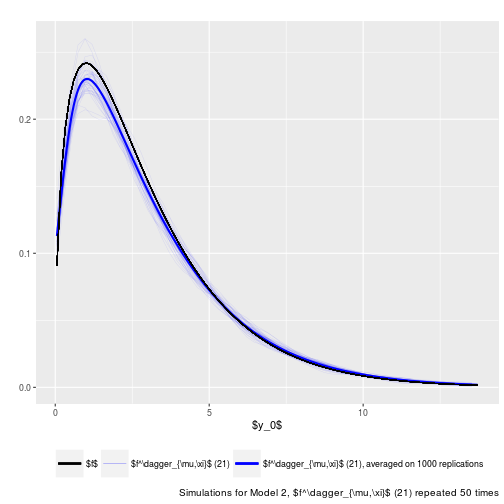 0.2
0.1
0.0
0
5
10
$y_0$
$f$
$f^\dagger_{\mu,\xi}$ (21)
$f^\dagger_{\mu,\xi}$ (21), averaged on 1000 replications
Simulations for Model 2, $f^\dagger_{\mu,\xi}$ (21) repeated 50 times